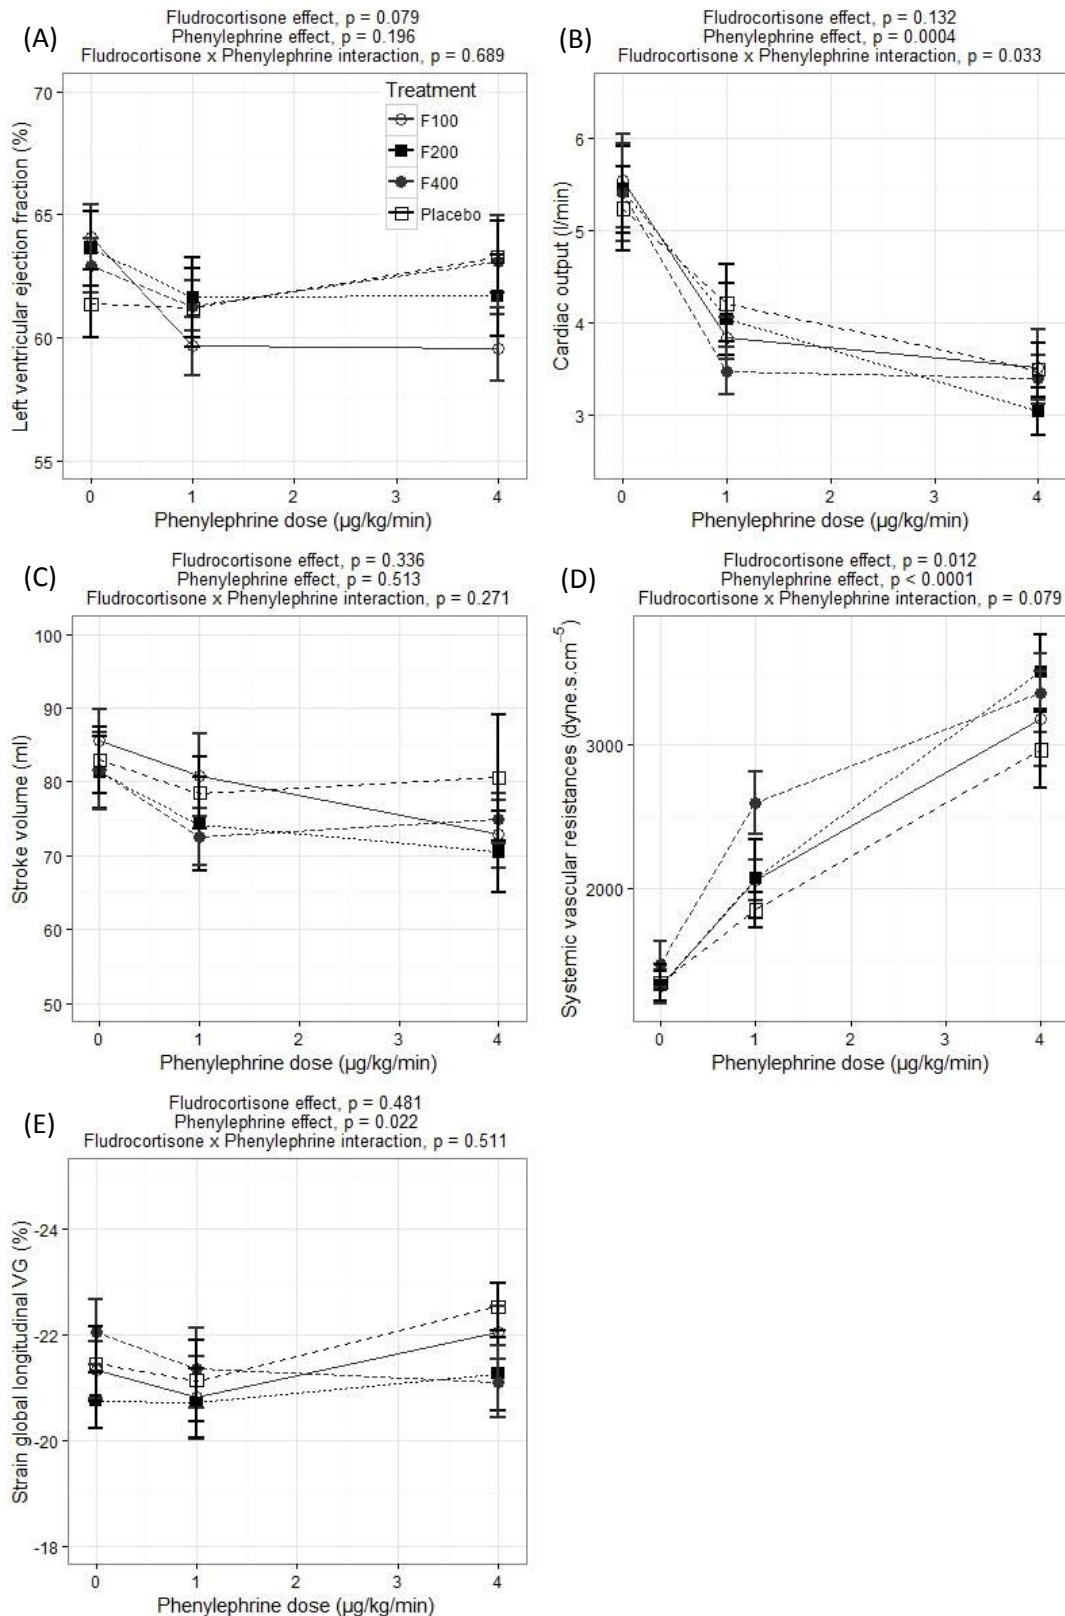 (A)
Fludrocortisone effect, p = 0.079
Phenylephrine effect, p = 0.196
Fludrocortisone x Phenylephrine interaction, p = 0.689
Left ventricular ejection fraction (%)
70
65
60
55
Treatment
F100
F200
F400
Placebo
0 1 2 3 4
Phenylephrine dose (µg/kg/min)
(B)
Fludrocortisone effect, p = 0.132
Phenylephrine effect, p = 0.0004
Fludrocortisone x Phenylephrine interaction, p = 0.033
Cardiac output (l/min)
6
5
4
3
0 1 2 3 4
Phenylephrine dose (µg/kg/min)
(C)
Fludrocortisone effect, p = 0.336
Phenylephrine effect, p = 0.513
Fludrocortisone x Phenylephrine interaction, p = 0.271
Stroke volume (ml)
100
90
80
70
60
50
0 1 2 3 4
Phenylephrine dose (µg/kg/min)
(D)
Fludrocortisone effect, p = 0.012
Phenylephrine effect, p < 0.0001
Fludrocortisone x Phenylephrine interaction, p = 0.079
Systemic vascular resistances (dyne.s.cm⁻⁵)
3000
2000
0 1 2 3 4
Phenylephrine dose (µg/kg/min)
(E)
Fludrocortisone effect, p = 0.481
Phenylephrine effect, p = 0.022
Fludrocortisone x Phenylephrine interaction, p = 0.511
Strain global longitudinal VG (%)
-24
-22
-20
-18
0 1 2 3 4
Phenylephrine dose (µg/kg/min)